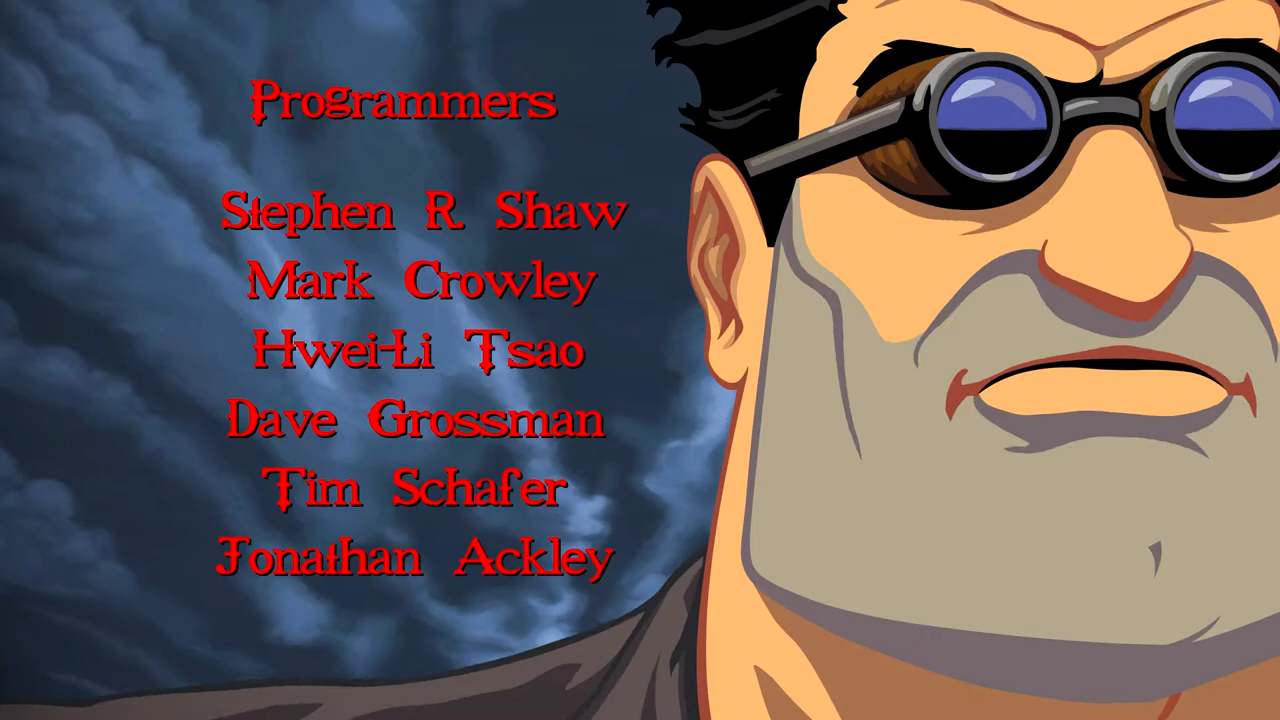 Programmers
Stephen R. Shaw
Mark Crowley
Hwei-Li Tsao
Dave Grossman
Tim Schafer
Jonathan Ackley